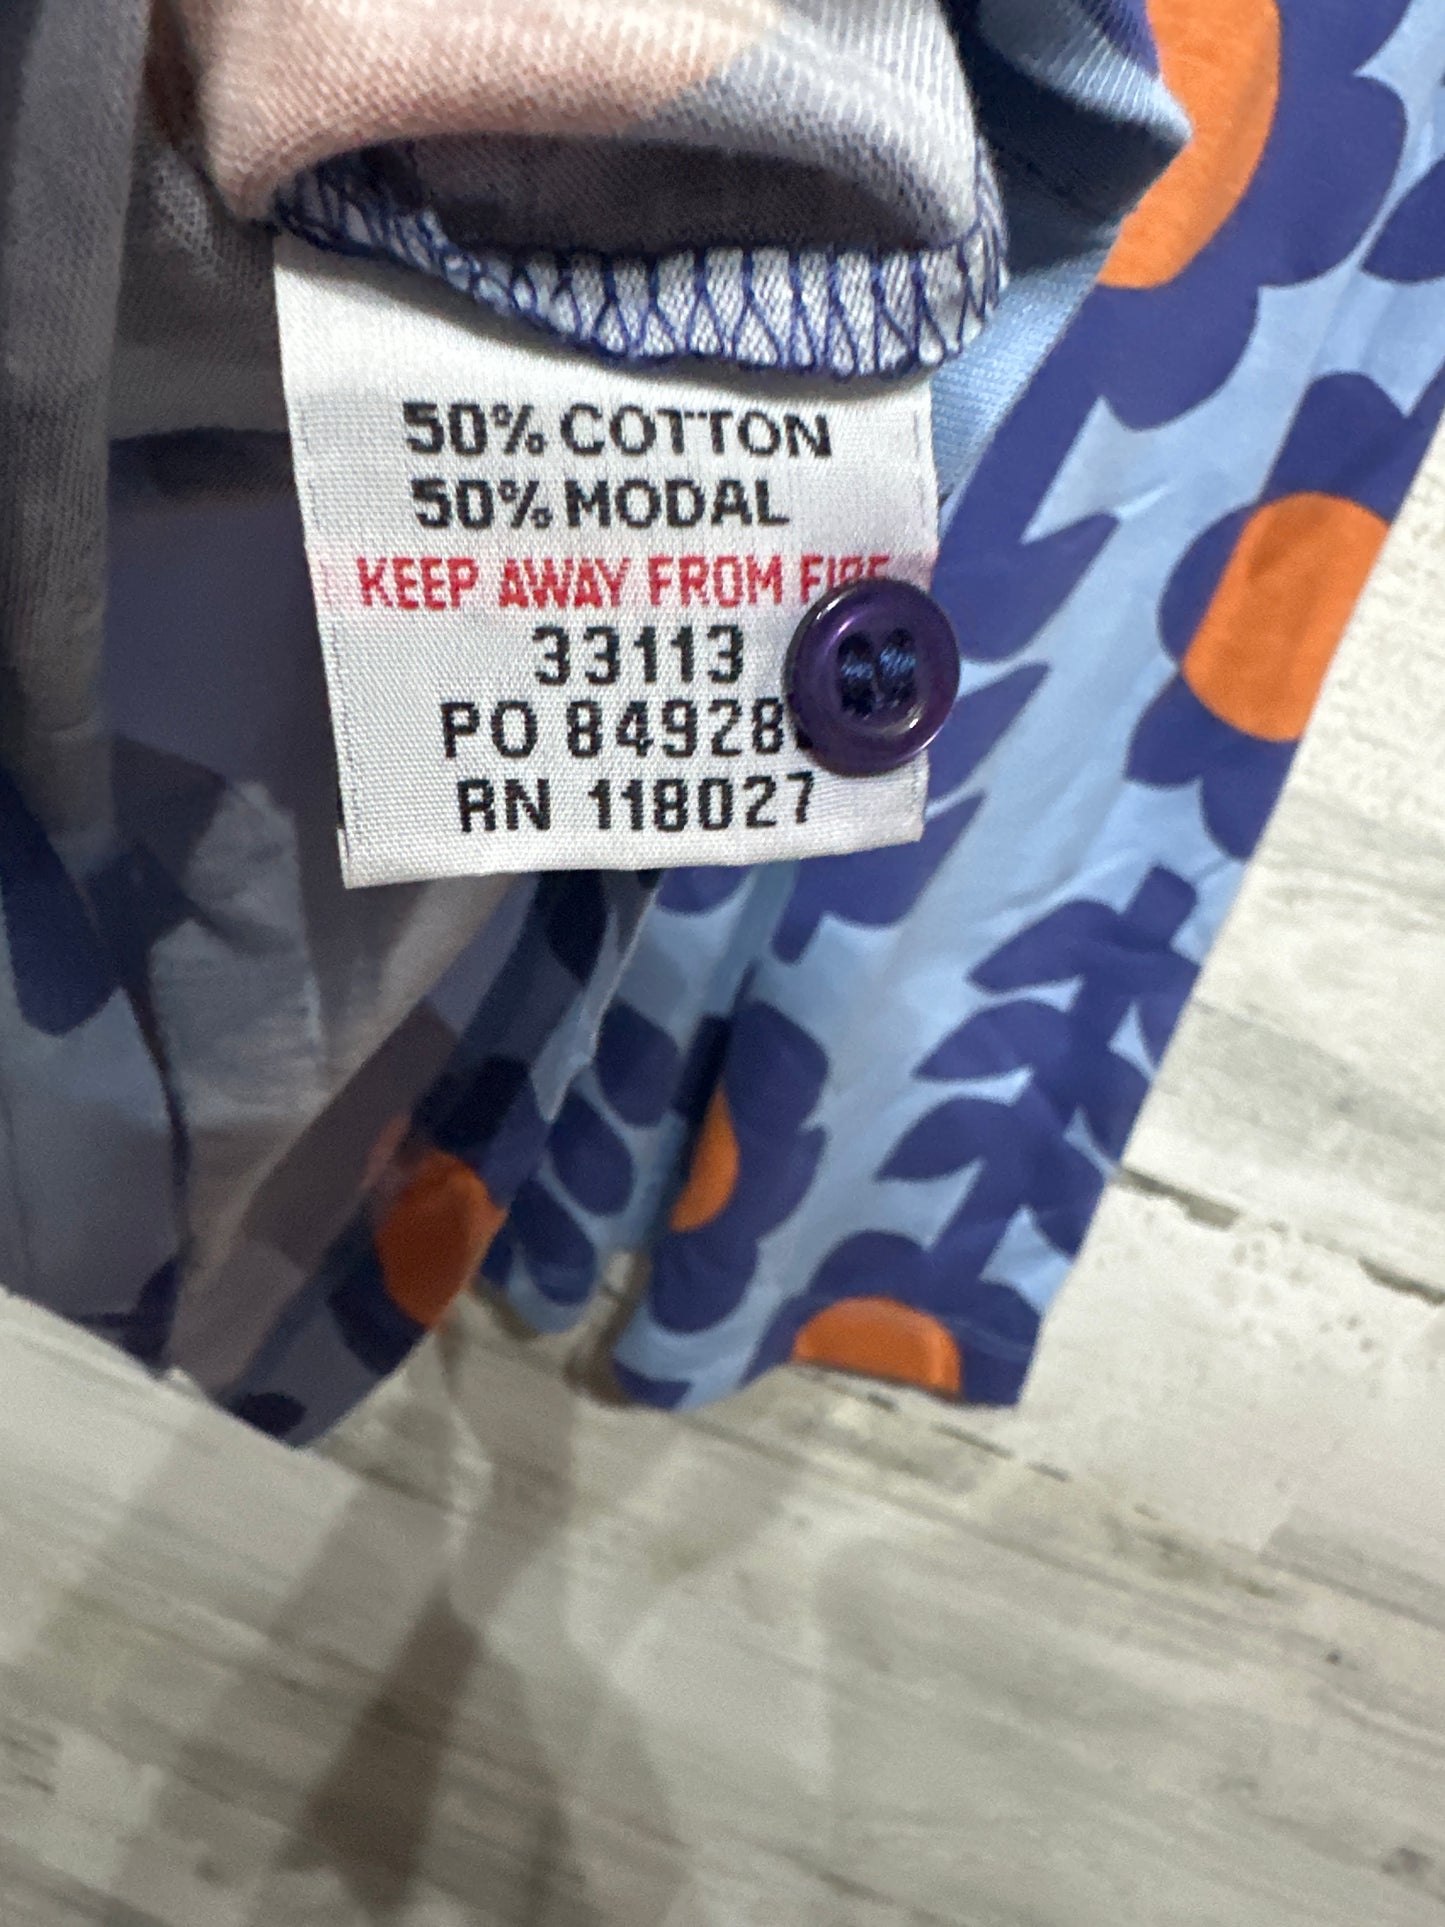 50% COTTON
50% MODAL
KEEP AWAY FROM FIRE
33113
PO 84928
RN 118027